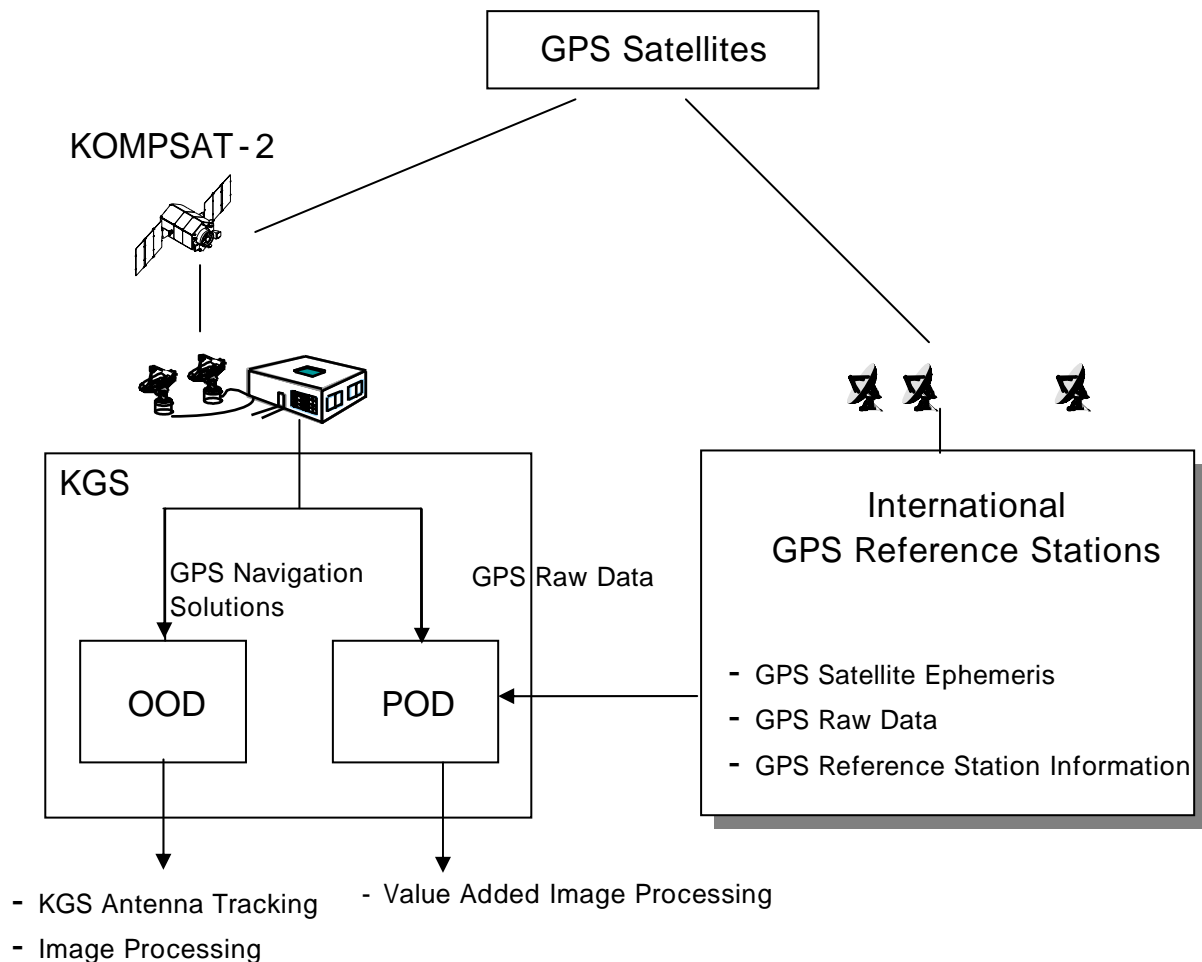 GPS Satellites
KOMPSAT-2
KGS
GPS Navigation
Solutions
GPS Raw Data
OOD
POD
International
GPS Reference Stations
- GPS Satellite Ephemeris
- GPS Raw Data
- GPS Reference Station Information
- KGS Antenna Tracking
- Image Processing
- Value Added Image Processing